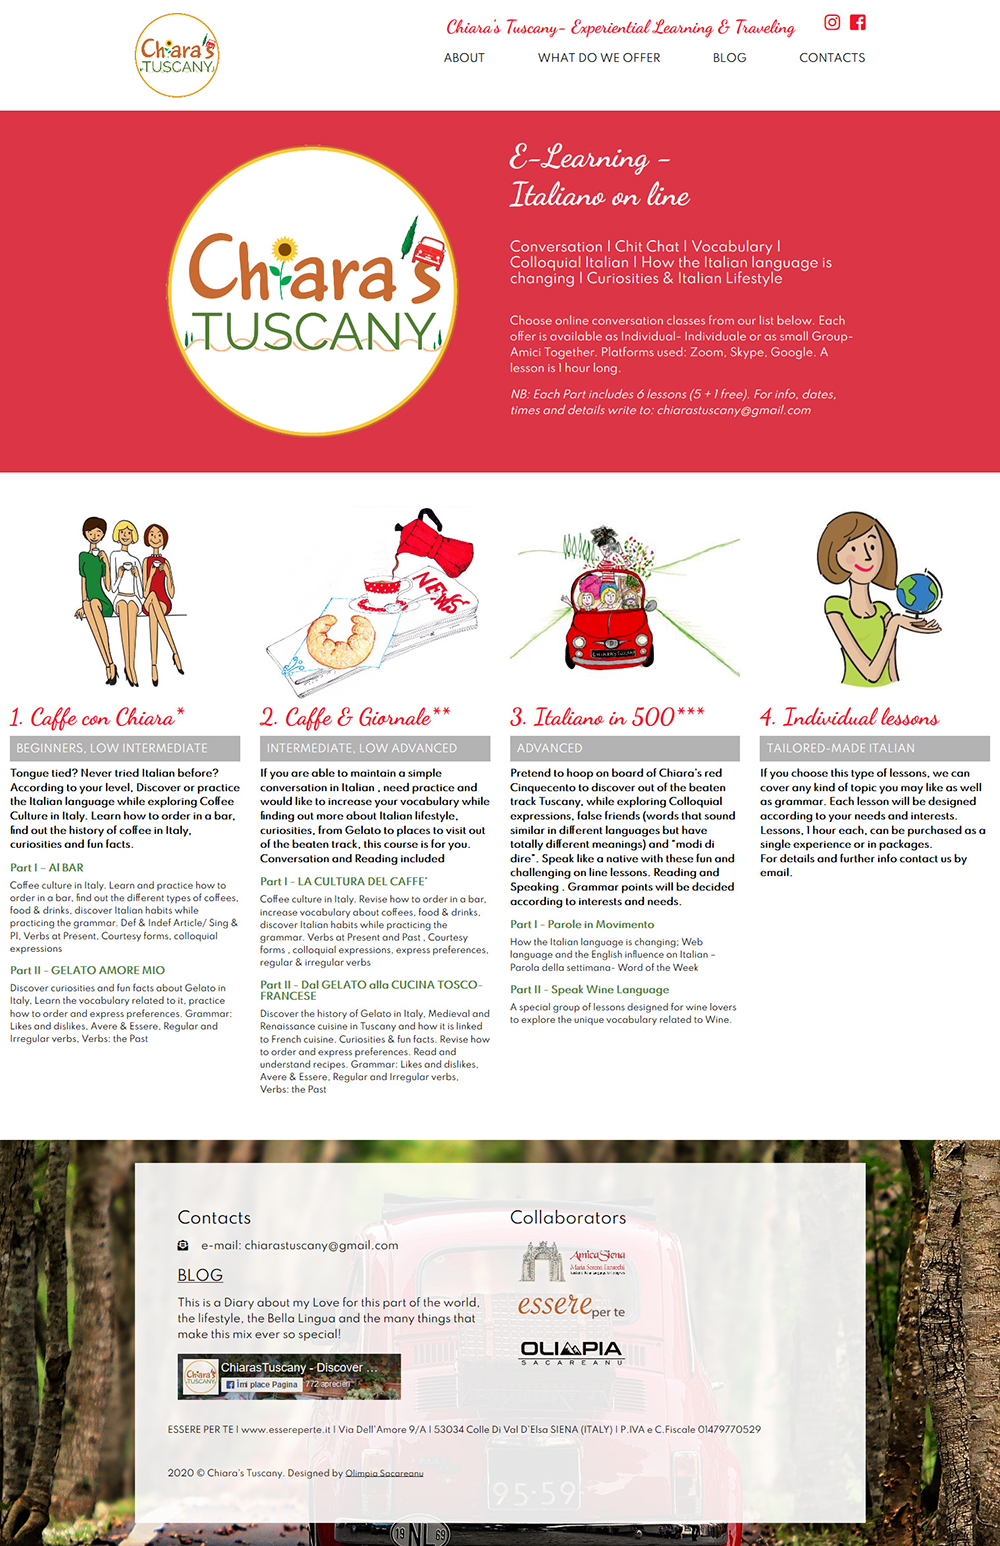 Chiara's
TUSCANY
Chiara's Tuscany- Experiential Learning & Traveling
ABOUT
WHAT DO WE OFFER
BLOG
CONTACTS
Chiara's
TUSCANY
E-Learning -
Italiano on line
Conversation | Chit Chat | Vocabulary |
Colloquial Italian | How the Italian language is
changing | Curiosities & Italian Lifestyle
Choose online conversation classes from our list below. Each
offer is available as Individual- Individuale or as small Group-
Amici Together. Platforms used: Zoom, Skype, Google. A
lesson is 1 hour long.
NB: Each Part includes 6 lessons (5 + 1 free). For info, dates,
times and details write to: chiarastuscany@gmail.com
1. Caffe con Chiara*
BEGINNERS, LOW INTERMEDIATE
Tongue tied? Never tried Italian before?
According to your level, Discover or practice
the Italian language while exploring Coffee
Culture in Italy. Learn how to order in a bar,
find out the history of coffee in Italy,
curiosities and fun facts.
Part I – Al BAR
Coffee culture in Italy. Learn and practice how to
order in a bar, find out the different types of coffees,
food & drinks, discover Italian habits while
practicing the grammar. Def & Indef Article/ Sing &
Pl, Verbs at Present, Courtesy forms, colloquial
expressions
Part II - GELATO AMORE MIO
Discover curiosities and fun facts about Gelato in
Italy, Learn the vocabulary related to it, practice
how to order and express preferences. Grammar:
Likes and dislikes, Avere & Essere, Regular and
Irregular verbs, Verbs: the Past
NEWS
2. Caffe & Giornale**
INTERMEDIATE, LOW ADVANCED
If you are able to maintain a simple
conversation in Italian , need practice and
would like to increase your vocabulary while
finding out more about Italian lifestyle,
curiosities, from Gelato to places to visit out
of the beaten track, this course is for you.
Conversation and Reading included
Part I - LA CULTURA DEL CAFFE'
Coffee culture in Italy. Revise how to order in a bar,
increase vocabulary about coffees, food & drinks,
discover Italian habits while practicing the
grammar. Verbs at Present and Past , Courtesy
forms , colloquial expressions, express preferences,
regular & irregular verbs
Part II - Dal GELATO alla CUCINA TOSCO-
FRANCESE
Discover the history of Gelato in Italy, Medieval and
Renaissance cuisine in Tuscany and how it is linked
to French cuisine. Curiosities & fun facts. Revise how
to order and express preferences. Read and
understand recipes. Grammar: Likes and dislikes,
Avere & Essere, Regular and Irregular verbs,
Verbs: the Past
3. Italiano in 500***
ADVANCED
Pretend to hoop on board of Chiara's red
Cinquecento to discover out of the beaten
track Tuscany, while exploring Colloquial
expressions, false friends (words that sound
similar in different languages but have
totally different meanings) and "modi di
dire". Speak like a native with these fun and
challenging on line lessons. Reading and
Speaking . Grammar points will be decided
according to interests and needs.
Part I - Parole in Movimento
How the Italian language is changing; Web
language and the English influence on Italian –
Parola della settimana- Word of the Week
Part II - Speak Wine Language
A special group of lessons designed for wine lovers
to explore the unique vocabulary related to Wine.
4. Individual lessons
TAILORED-MADE ITALIAN
If you choose this type of lessons, we can
cover any kind of topic you may like as well
as grammar. Each lesson will be designed
according to your needs and interests.
Lessons, 1 hour each, can be purchased as a
single experience or in packages.
For details and further info contact us by
email.
Contacts
e-mail: chiarastuscany@gmail.com
BLOG
This is a Diary about my Love for this part of the world,
the lifestyle, the Bella Lingua and the many things that
make this mix ever so special!
Chiara's
TUSCANY
ChiarasTuscany - Discover ...
Îmi place Pagina
772 aprecieri
Collaborators
AmicaSiena
essere per te
OLIMPIA
SACAREANU
ESSERE PER TE | www.essereperte.it | Via Dell'Amore 9/A | 53034 Colle Di Val D'Elsa SIENA (ITALY) | P.IVA e C.Fiscale 01479770529
2020 © Chiara's Tuscany. Designed by Olimpia Sacareanu
95-59
19 NL 69